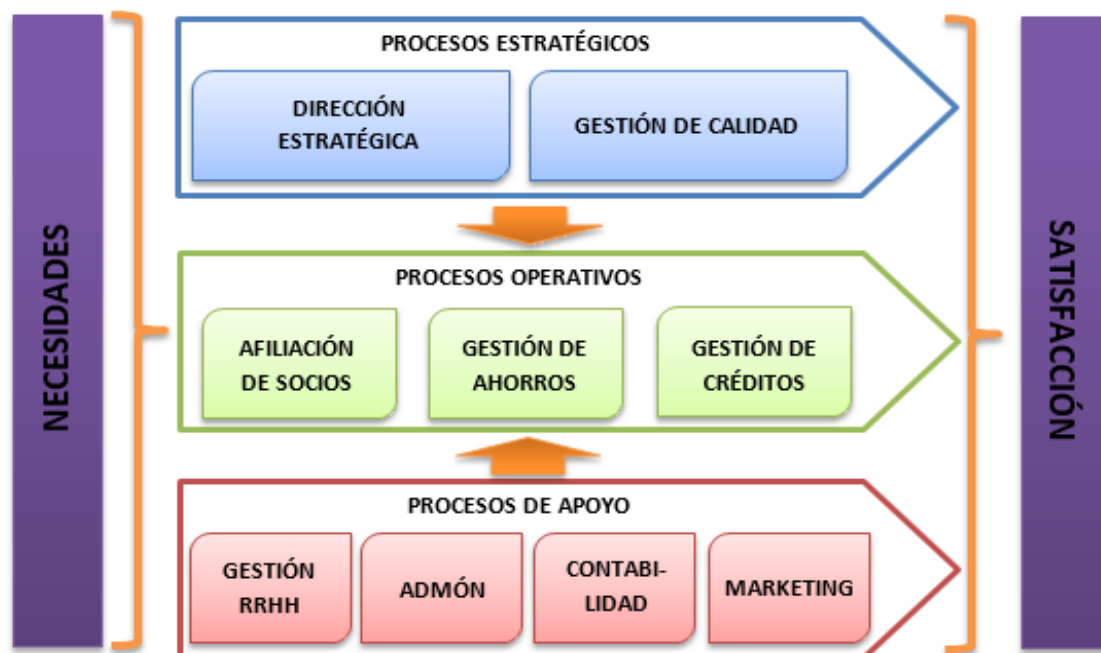 NECESIDADES
PROCESOS ESTRATÉGICOS
DIRECCIÓN
ESTRATÉGICA
GESTIÓN DE CALIDAD
PROCESOS OPERATIVOS
AFILIACIÓN
DE SOCIOS
GESTIÓN DE
AHORROS
GESTIÓN DE
CRÉDITOS
PROCESOS DE APOYO
GESTIÓN
RRHH
ADMÓN
CONTABI-
LIDAD
MARKETING
SATISFACCIÓN